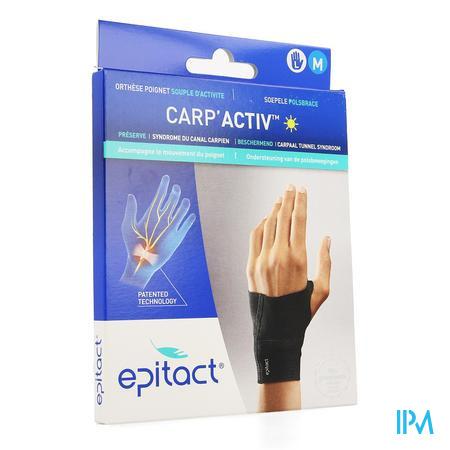 L M
ORTHÈSE POIGNET SOUPLE D'ACTIVITÉ
SOEPELE POLSBRACE
CARP'ACTIV™
PRÉSERVE | SYNDROME DU CANAL CARPIEN
BESCHERMEND | CARPAAL TUNNEL SYNDROOM
Accompagne le mouvement du poignet
Ondersteuning van de polsbewegingen
PATENTED
TECHNOLOGY
epitact®
epitact
IPM